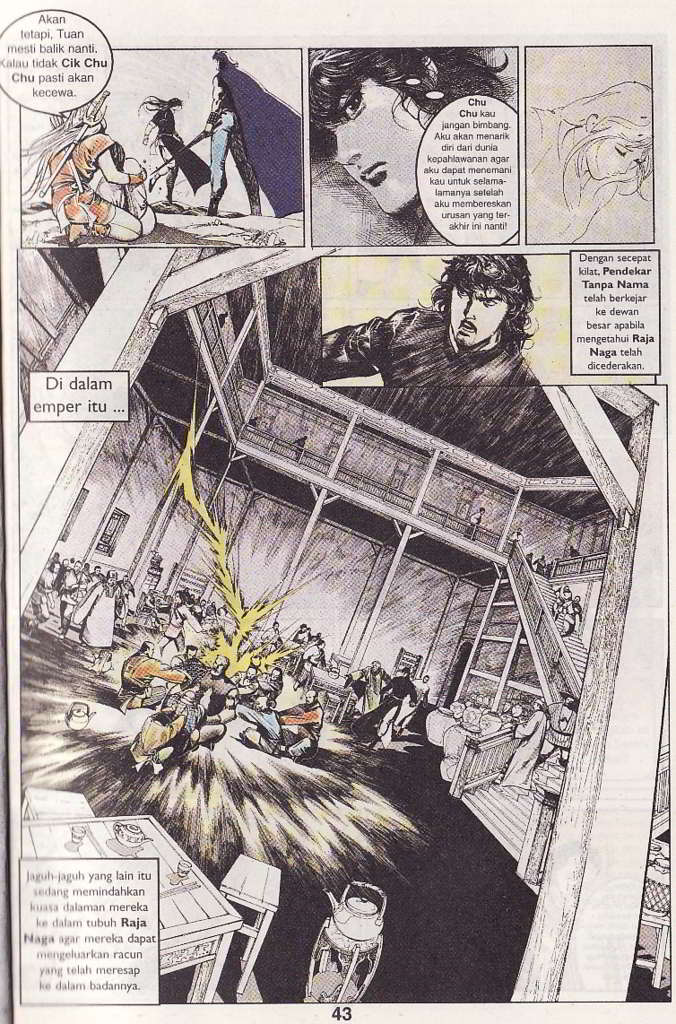 Akan
tetapi, Tuan
mesti balik nanti.
Kalau tidak Cik Chu
Chu pasti akan
kecewa.
Chu
Chu kau
jangan bimbang.
Aku akan menarik
diri dari dunia
kepahlawanan agar
aku dapat menemani
kau untuk selama-
lamanya setelah
aku membereskan
urusan yang ter-
akhir ini nanti!
Dengan secepat
kilat, Pendekar
Tanpa Nama
telah berkejar
ke dewan
besar apabila
mengetahui Raja
Naga telah
dicederakan.
Di dalam
emper itu ...
Jaguh-jaguh yang lain itu
sedang memindahkan
kuasa dalaman mereka
ke dalam tubuh Raja
Naga agar mereka dapat
mengeluarkan racun
yang telah meresap
ke dalam badannya.
43